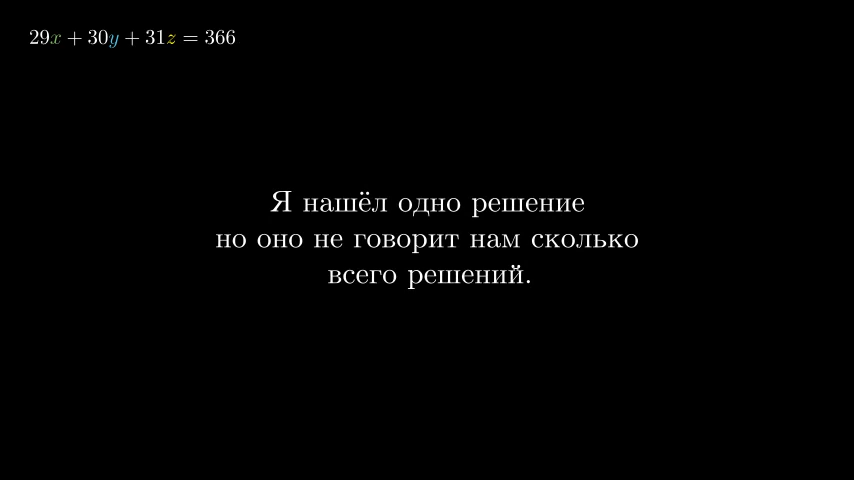 29x + 30y + 31z = 366
Я нашёл одно решение
но оно не говорит нам сколько
всего решений.